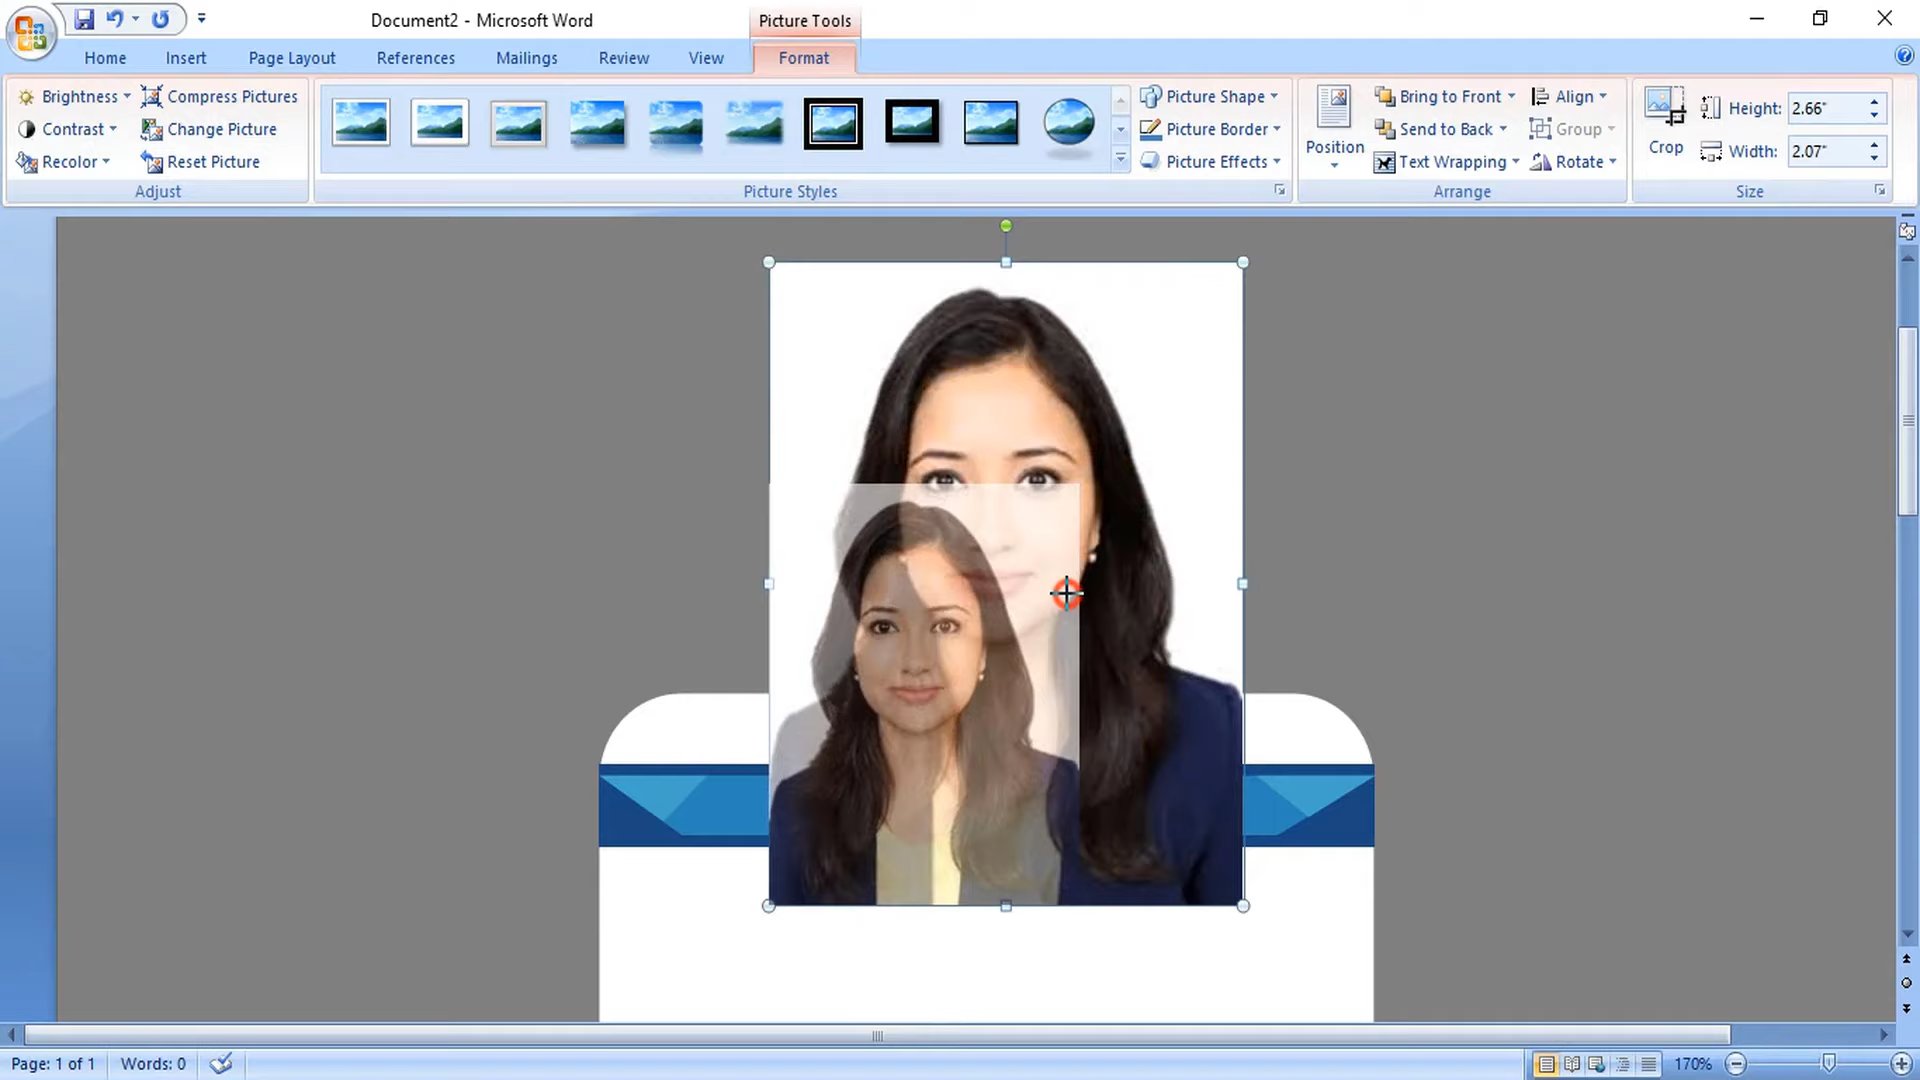 Document2 - Microsoft Word
Picture Tools
Home Insert Page Layout References Mailings Review View Format
Brightness Compress Pictures
Contrast Change Picture
Recolor Reset Picture
Adjust
Picture Shape
Picture Border
Picture Effects
Picture Styles
Position
Bring to Front Align
Send to Back Group
Text Wrapping Rotate
Arrange
Crop
Height: 2.66"
Width: 2.07"
Size
Page: 1 of 1 Words: 0 170%